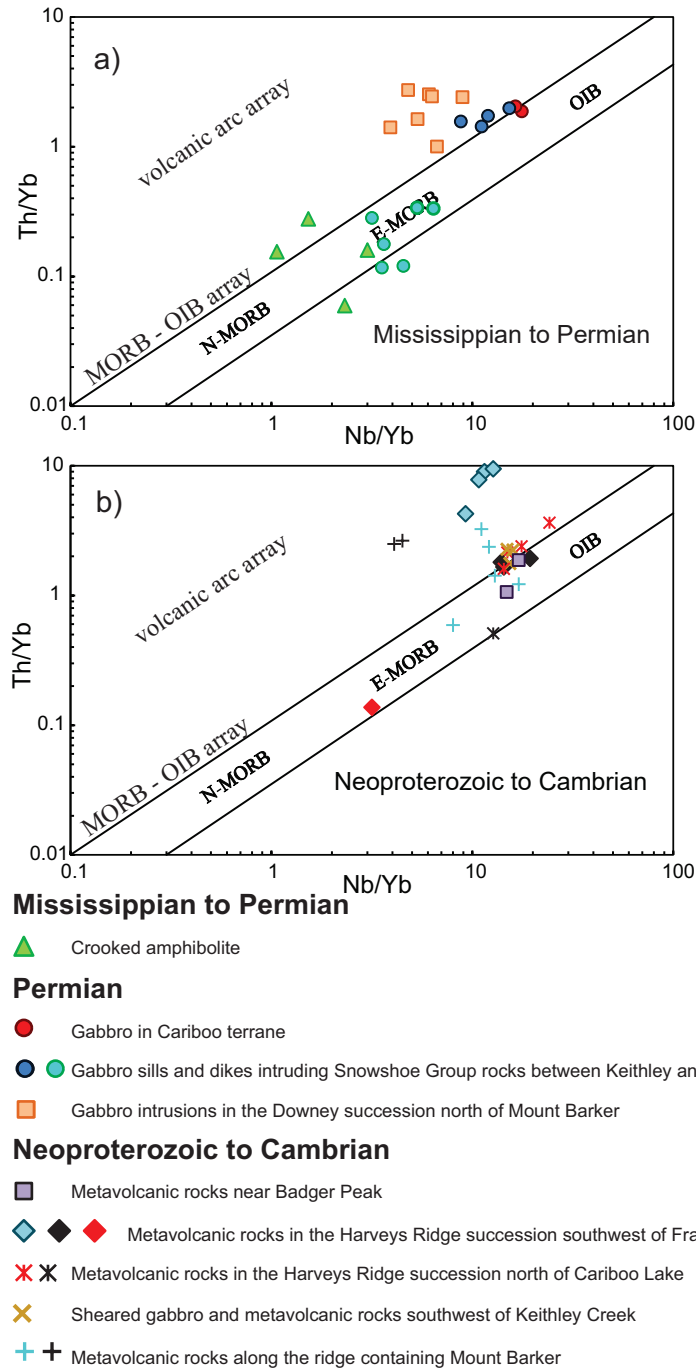 10
a)
volcanic arc array
OIB
1
Th/Yb
E-MORB
0.1
MORB - OIB array
N-MORB
Mississippian to Permian
0.01
0.1
1
10
100
Nb/Yb
10
b)
volcanic arc array
OIB
1
Th/Yb
E-MORB
0.1
MORB - OIB array
N-MORB
Neoproterozoic to Cambrian
0.01
0.1
1
10
100
Nb/Yb
Mississippian to Permian
Crooked amphibolite
Permian
Gabbro in Cariboo terrane
Gabbro sills and dikes intruding Snowshoe Group rocks between Keithley an
Gabbro intrusions in the Downey succession north of Mount Barker
Neoproterozoic to Cambrian
Metavolcanic rocks near Badger Peak
Metavolcanic rocks in the Harveys Ridge succession southwest of Fra
Metavolcanic rocks in the Harveys Ridge succession north of Cariboo Lake
Sheared gabbro and metavolcanic rocks southwest of Keithley Creek
Metavolcanic rocks along the ridge containing Mount Barker